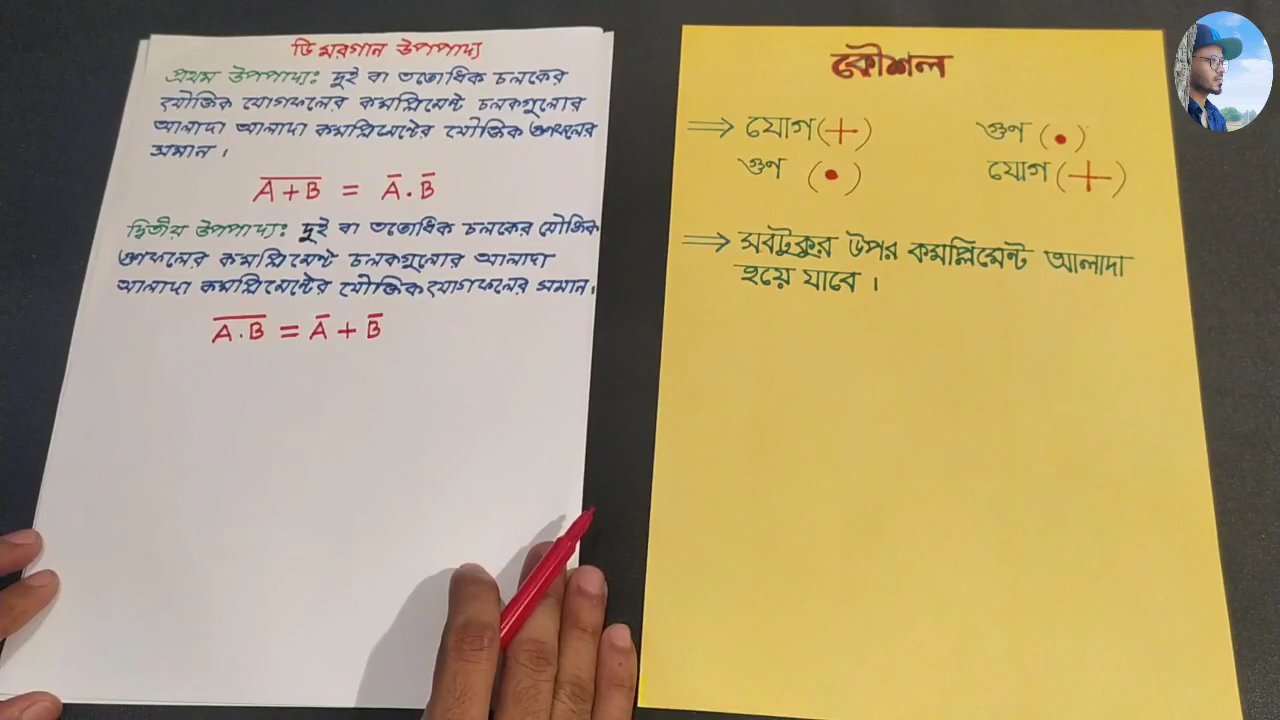 ডি মরগান উপপাদ্য
প্রথম উপপাদ্যঃ দুই বা ততোধিক চলকের
যৌক্তিক যোগফলের কমপ্লিমেন্ট চলকগুলোর
আলাদা আলাদা কমপ্লিমেন্টের যৌক্তিক গুণফলের
সমান।
A̅ ̅+̅ ̅B̅ = A̅ . B̅
দ্বিতীয় উপপাদ্যঃ দুই বা ততোধিক চলকের যৌক্তিক
গুণফলের কমপ্লিমেন্ট চলকগুলোর আলাদা
আলাদা কমপ্লিমেন্টের যৌক্তিক যোগফলের সমান।
A̅ ̅.̅ ̅B̅ = A̅ + B̅
কৌশল
⇒ যোগ (+) গুণ (•)
গুণ (•) যোগ (+)
⇒ সবটুকুর উপর কমপ্লিমেন্ট আলাদা
হয়ে যাবে।